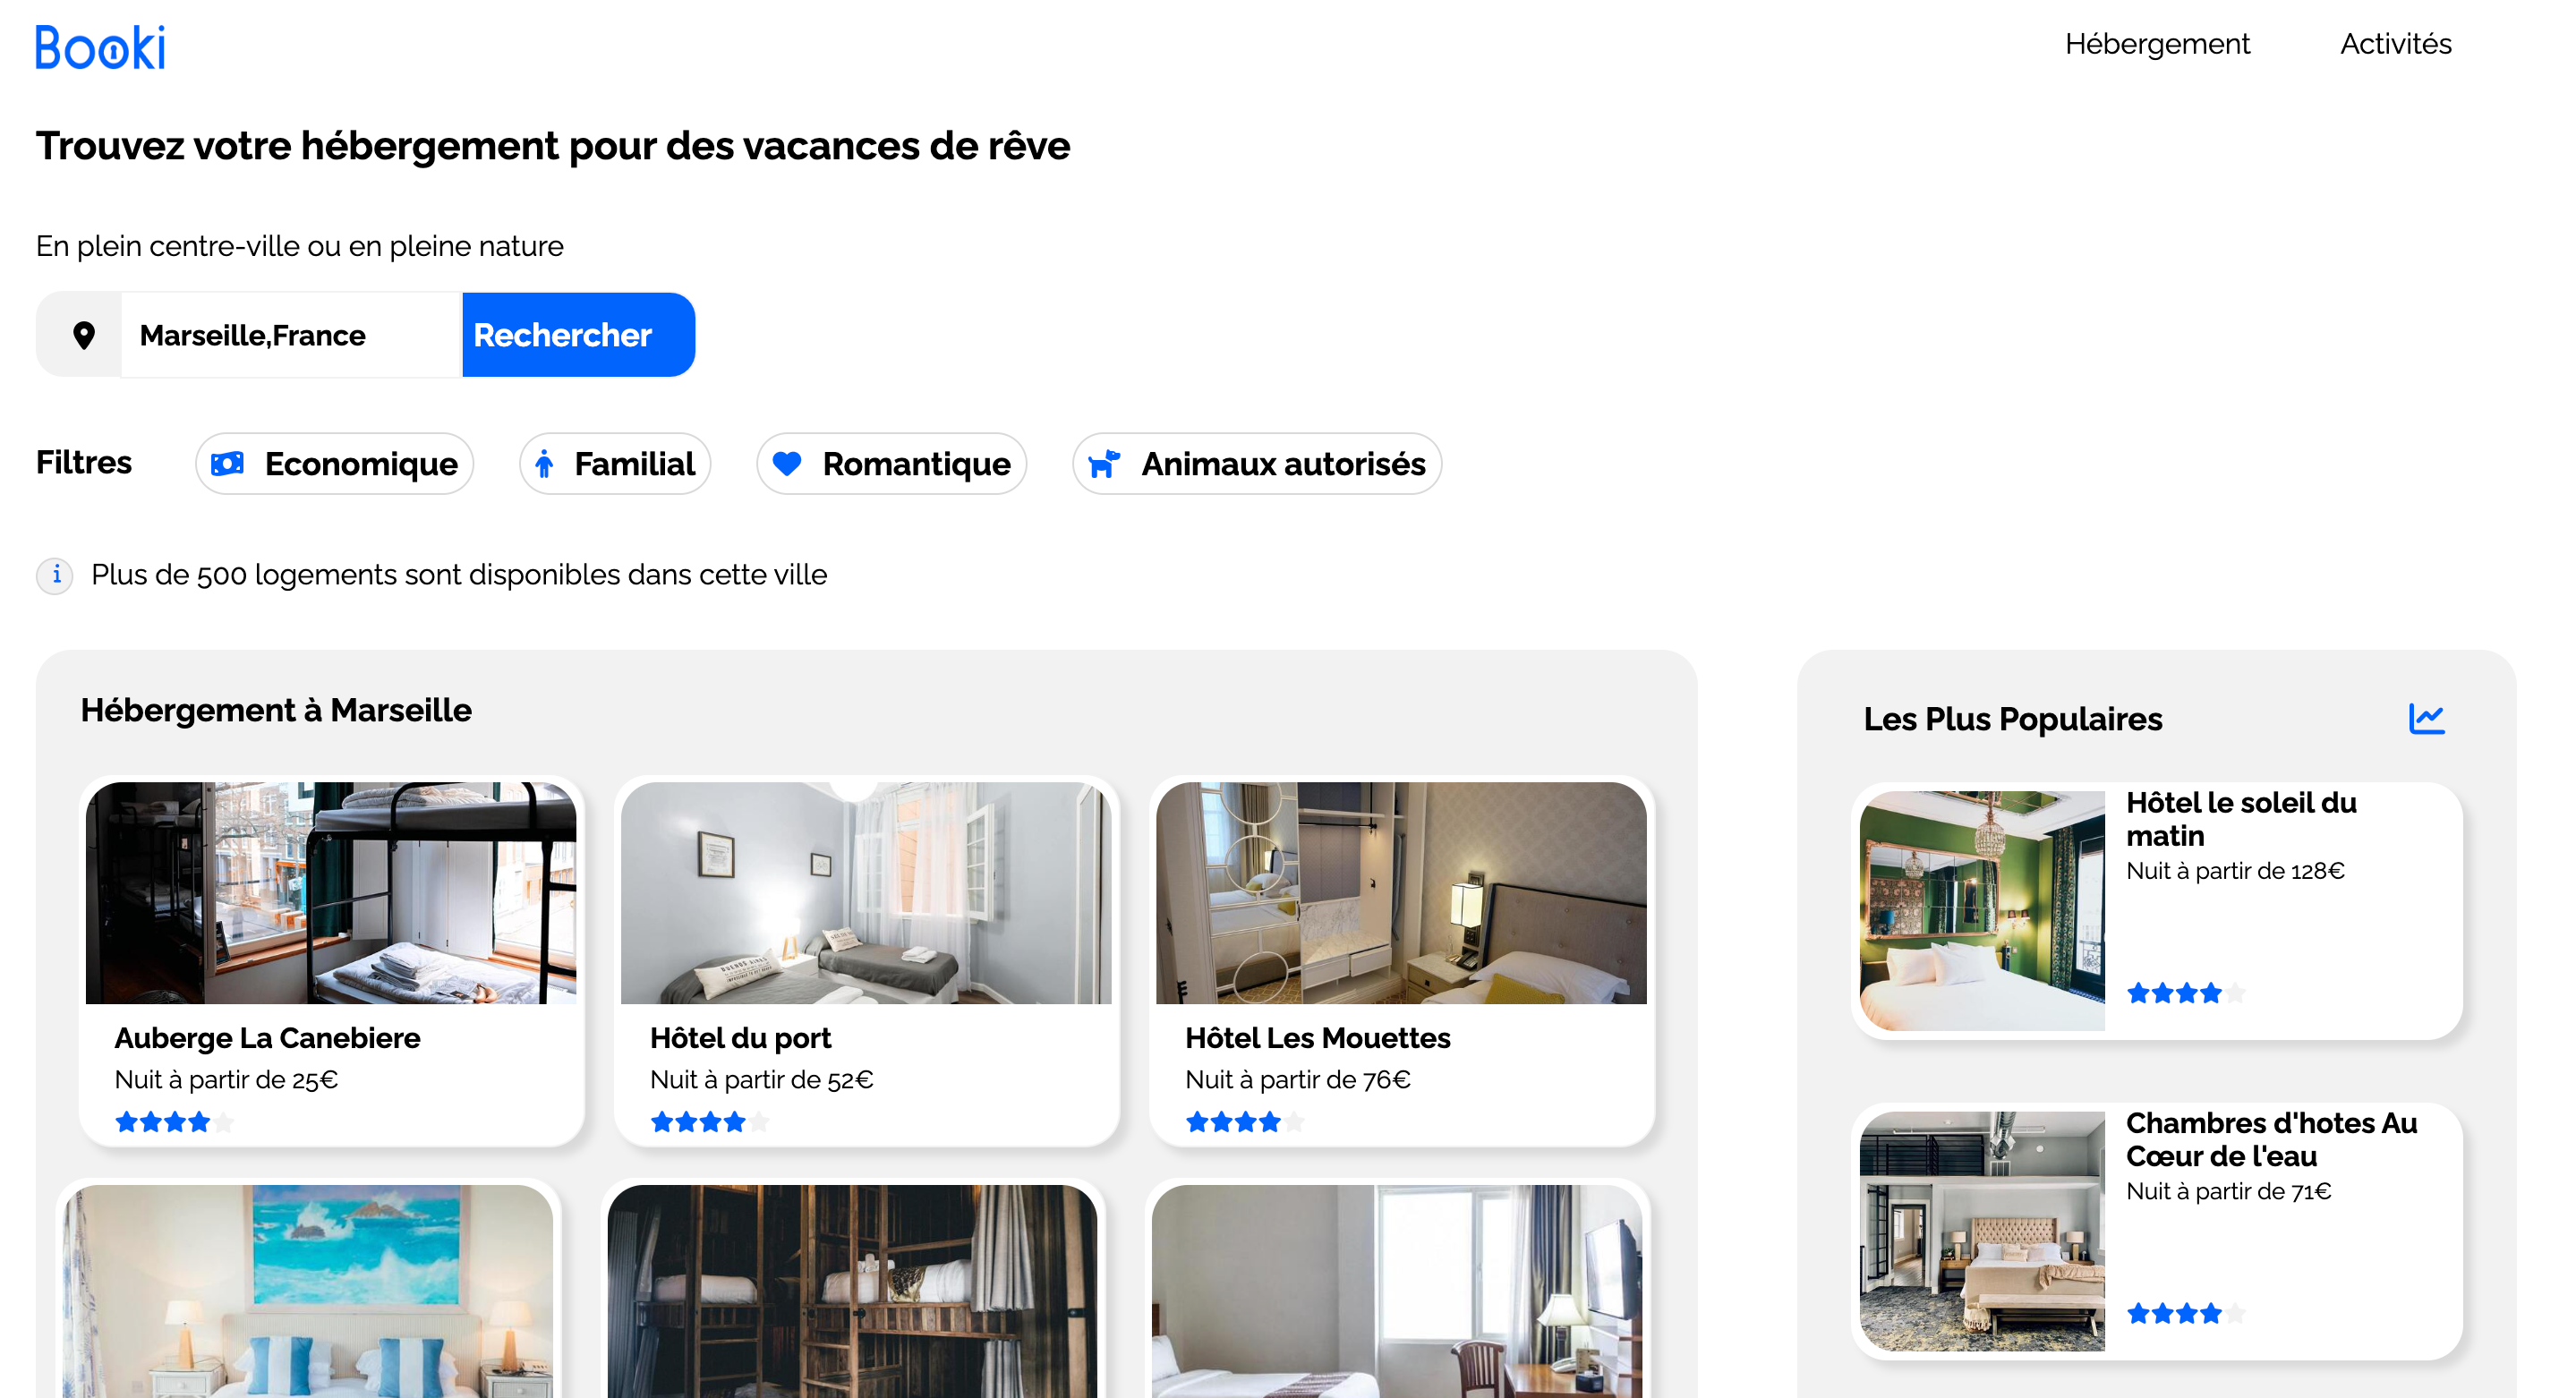 Booki
Hébergement
Activités
Trouvez votre hébergement pour des vacances de rêve
En plein centre-ville ou en pleine nature
Marseille,France
Rechercher
Filtres
Economique
Familial
Romantique
Animaux autorisés
i
Plus de 500 logements sont disponibles dans cette ville
Hébergement à Marseille
Auberge La Canebiere
Nuit à partir de 25€
Hôtel du port
Nuit à partir de 52€
Hôtel Les Mouettes
Nuit à partir de 76€
Les Plus Populaires
Hôtel le soleil du
matin
Nuit à partir de 128€
Chambres d'hotes Au
Cœur de l'eau
Nuit à partir de 71€